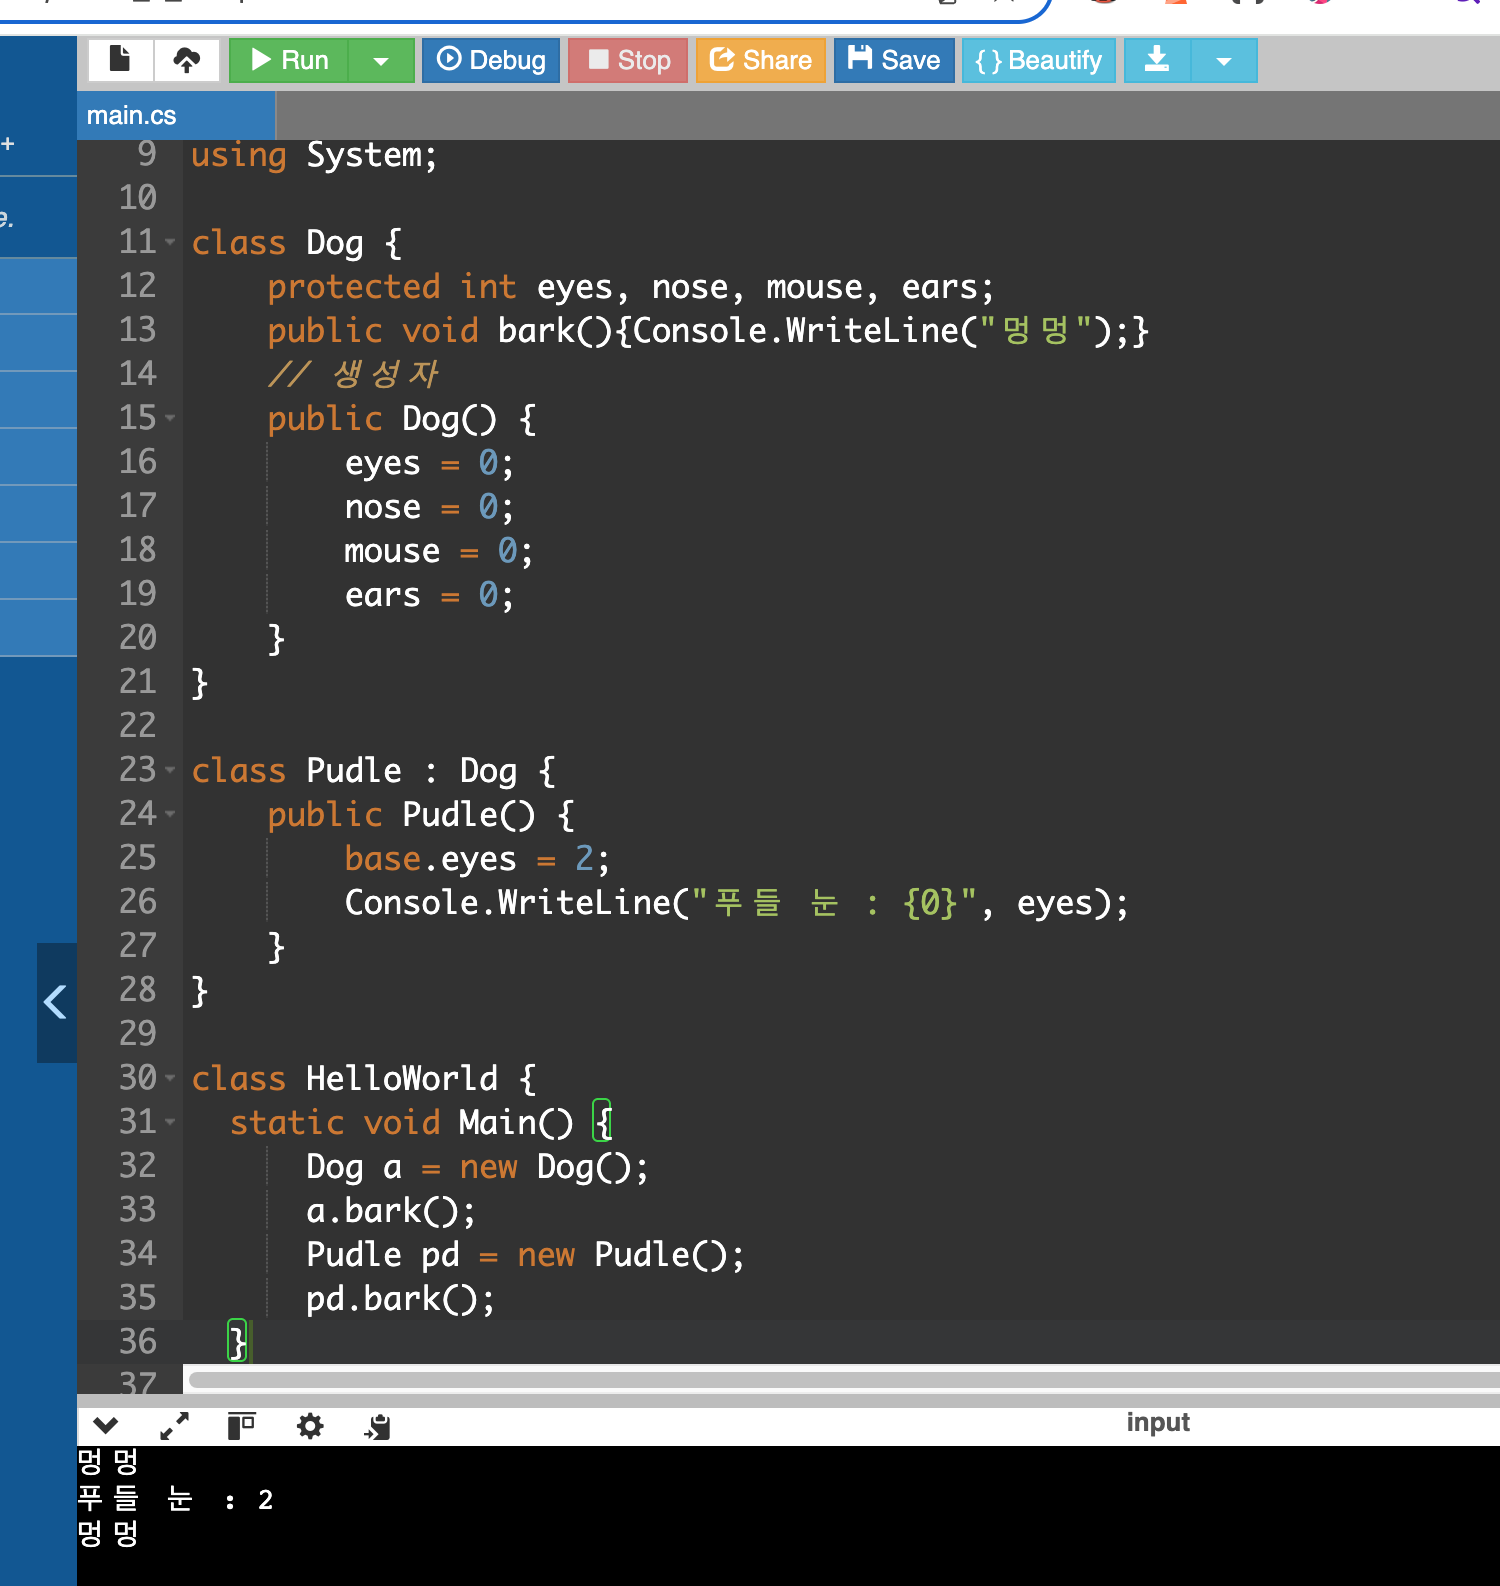 Run Debug Stop Share Save { } Beautify
main.cs
+
e.
9 using System;
10
11 class Dog {
12     protected int eyes, nose, mouse, ears;
13     public void bark(){Console.WriteLine("멍멍");}
14     // 생성자
15     public Dog() {
16         eyes = 0;
17         nose = 0;
18         mouse = 0;
19         ears = 0;
20     }
21 }
22
23 class Pudle : Dog {
24     public Pudle() {
25         base.eyes = 2;
26         Console.WriteLine("푸들 눈 : {0}", eyes);
27     }
28 }
29
30 class HelloWorld {
31   static void Main() {
32       Dog a = new Dog();
33       a.bark();
34       Pudle pd = new Pudle();
35       pd.bark();
36   }
37
input
멍멍
푸들 눈 : 2
멍멍